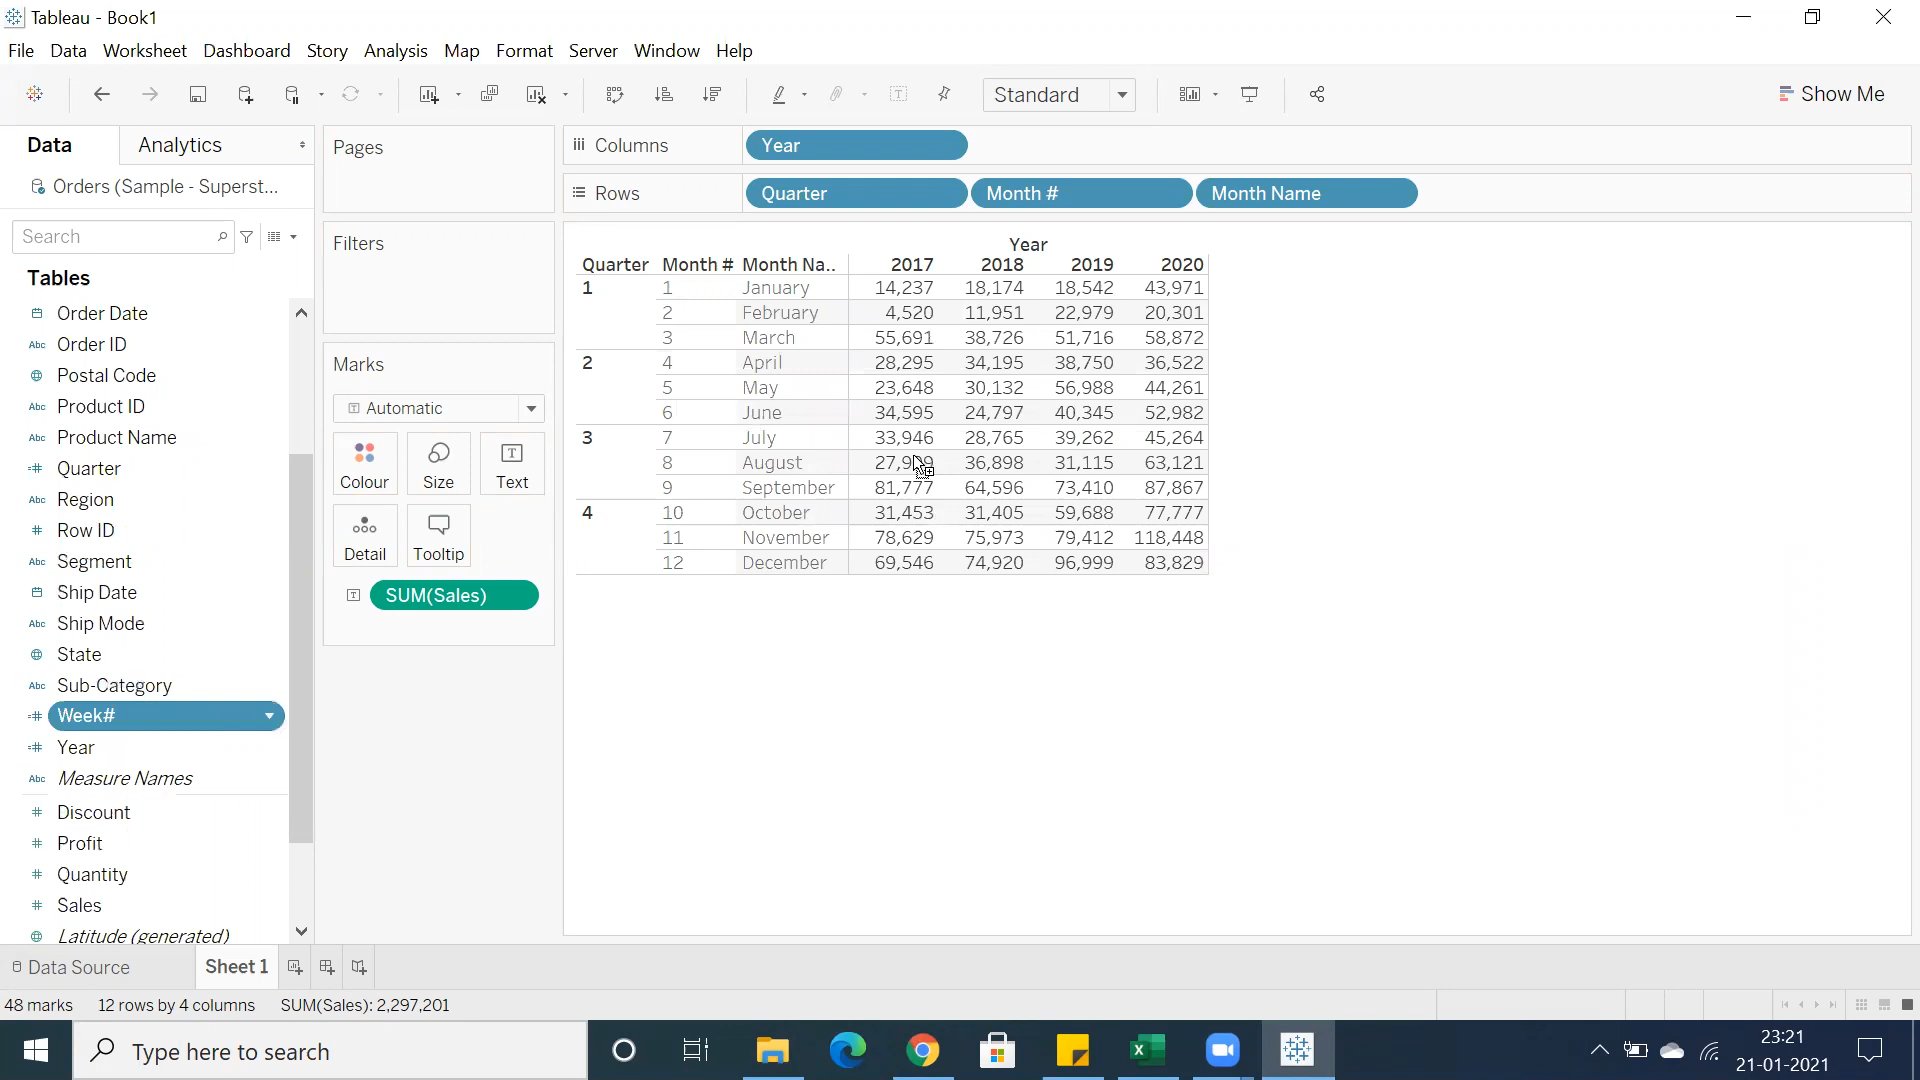 Tableau - Book1
File Data Worksheet Dashboard Story Analysis Map Format Server Window Help
Standard
Show Me
Data
Analytics
Orders (Sample - Superst...
Search
Tables
Order Date
Abc Order ID
Postal Code
Abc Product ID
Abc Product Name
Quarter
Abc Region
Row ID
Abc Segment
Ship Date
Abc Ship Mode
State
Abc Sub-Category
Week#
Year
Abc Measure Names
Discount
Profit
Quantity
Sales
Latitude (generated)
Pages
Filters
Marks
Automatic
Colour Size Text
Detail Tooltip
SUM(Sales)
Columns Year
Rows Quarter Month # Month Name
Year
Quarter Month # Month Na.. 2017 2018 2019 2020
1 1 January 14,237 18,174 18,542 43,971
2 February 4,520 11,951 22,979 20,301
3 March 55,691 38,726 51,716 58,872
2 4 April 28,295 34,195 38,750 36,522
5 May 23,648 30,132 56,988 44,261
6 June 34,595 24,797 40,345 52,982
3 7 July 33,946 28,765 39,262 45,264
8 August 36,898 31,115 63,121
9 September 81,777 64,596 73,410 87,867
4 10 October 31,453 31,405 59,688 77,777
11 November 78,629 75,973 79,412 118,448
12 December 69,546 74,920 96,999 83,829
Data Source Sheet 1
48 marks 12 rows by 4 columns SUM(Sales): 2,297,201
Type here to search
23:21
21-01-2021